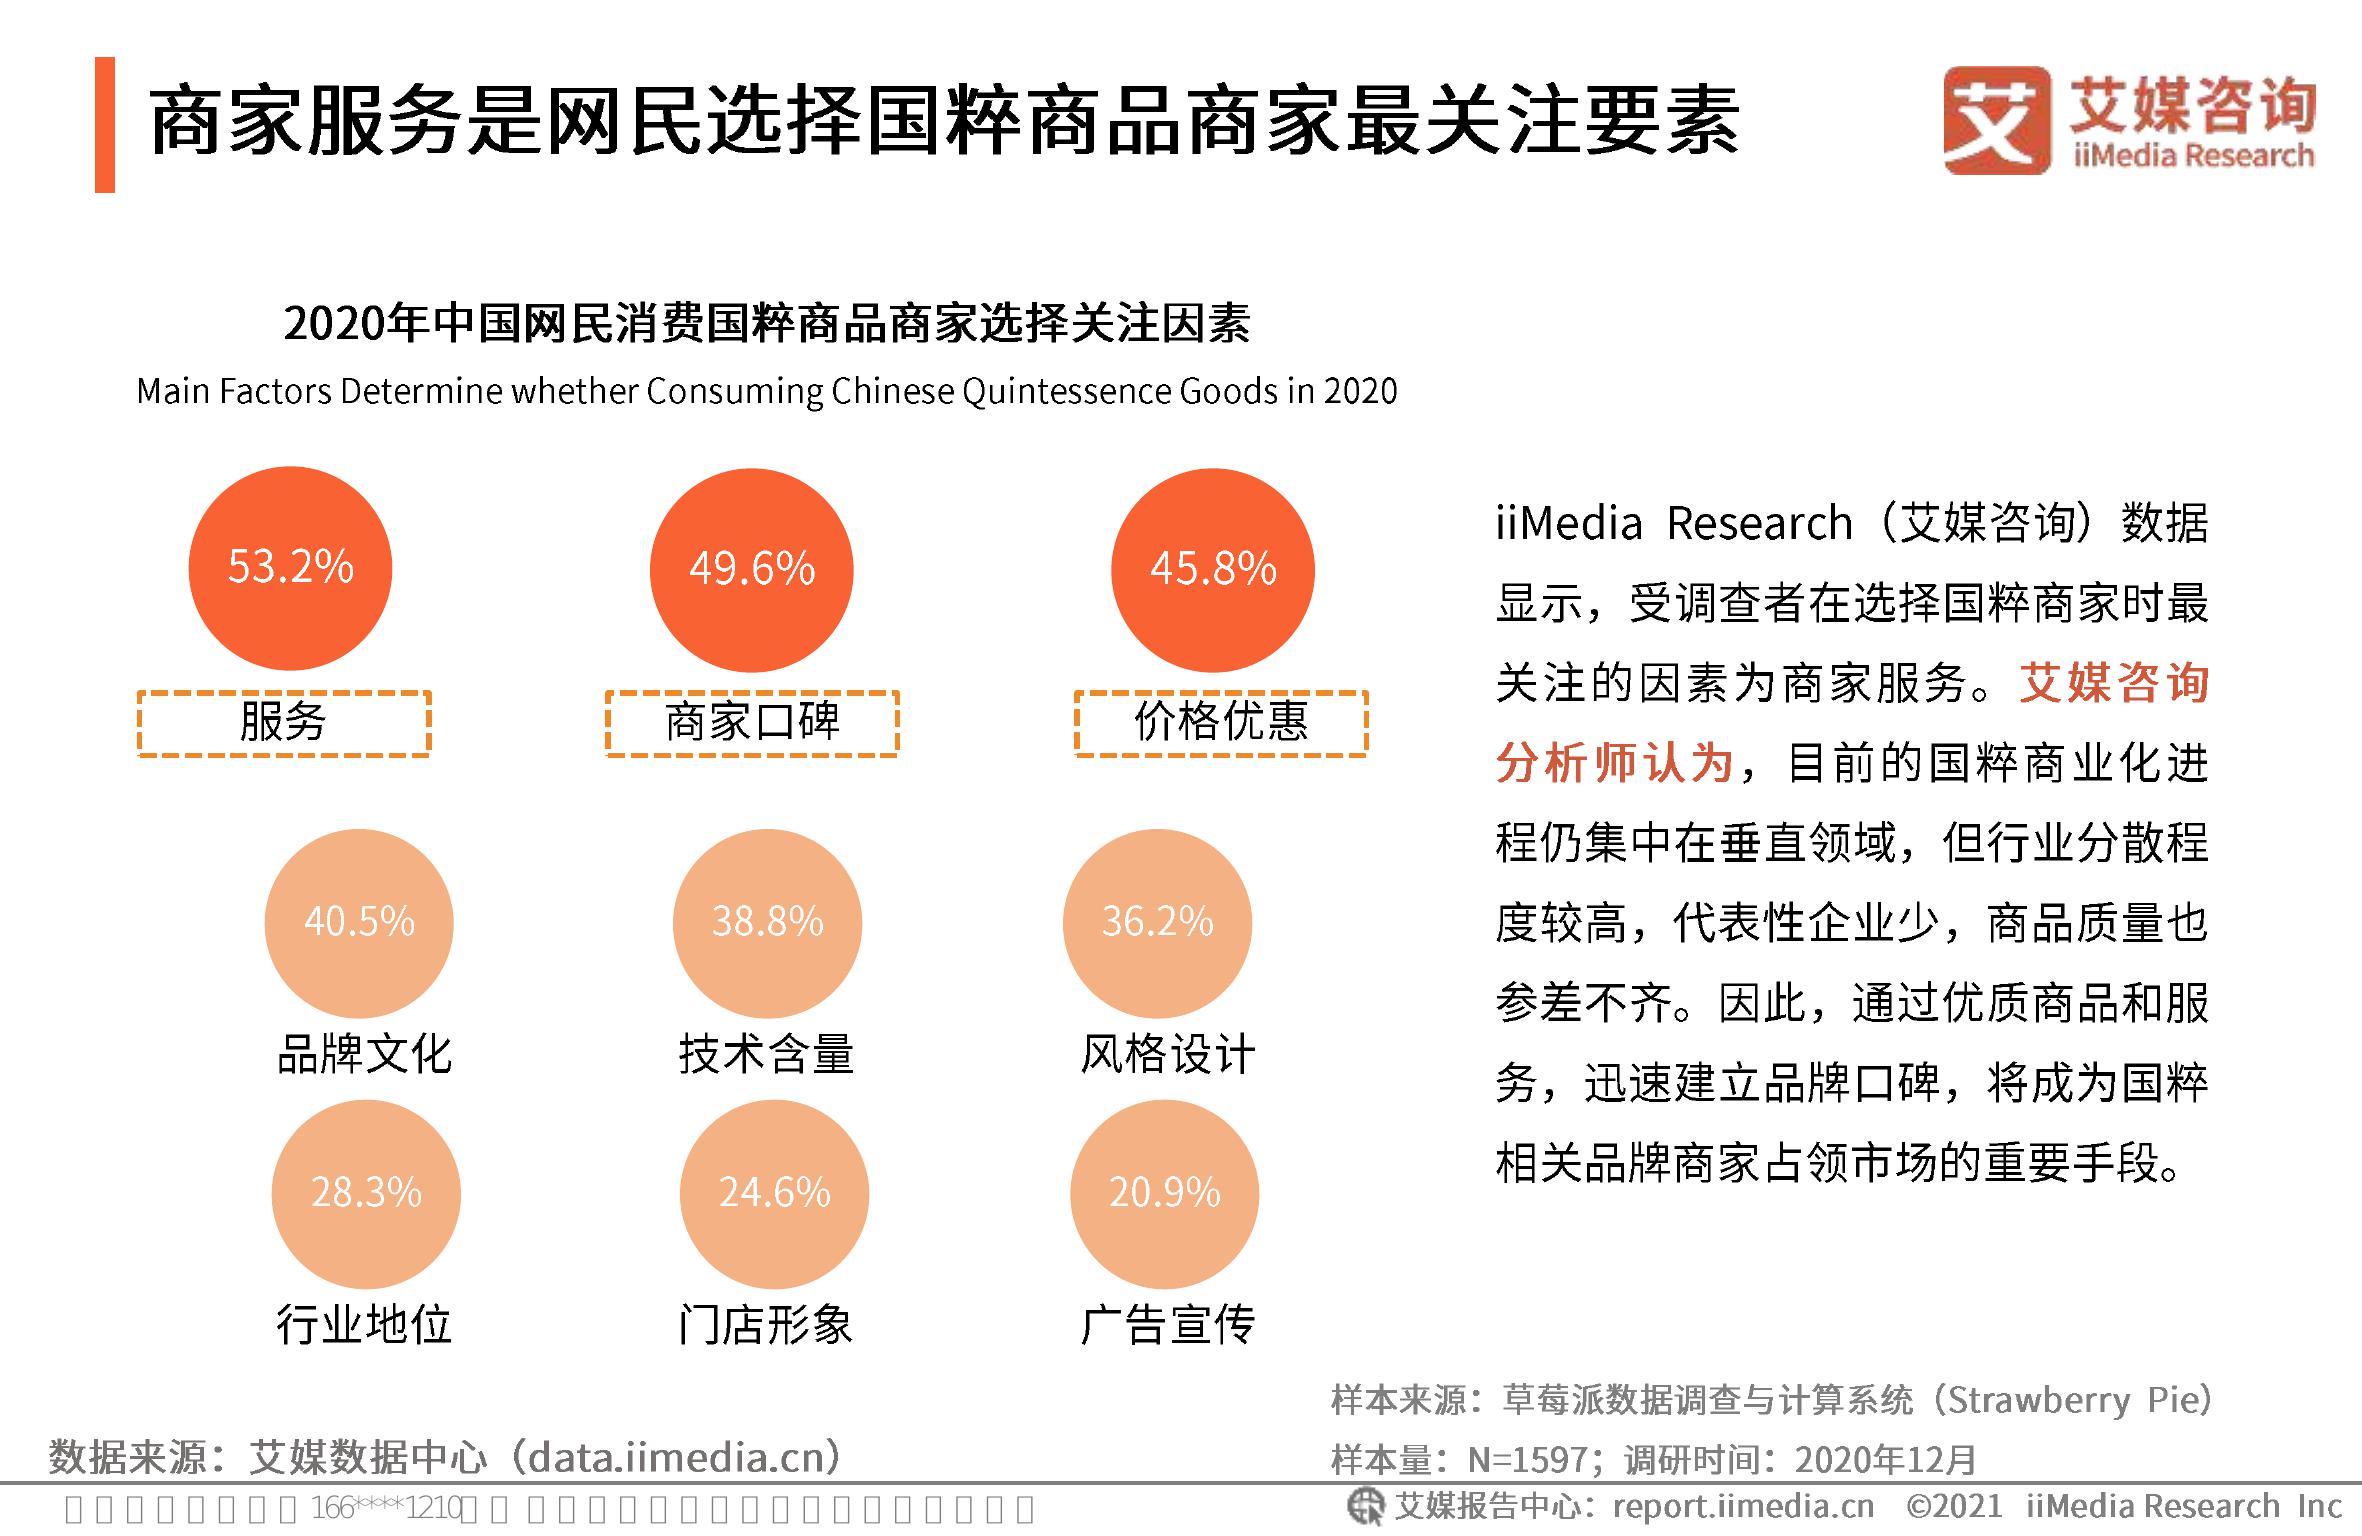 商家服务是网民选择国粹商品商家最关注要素
艾 艾媒咨询
iiMedia Research
2020年中国网民消费国粹商品商家选择关注因素
Main Factors Determine whether Consuming Chinese Quintessence Goods in 2020
53.2%
49.6%
45.8%
服务
商家口碑
价格优惠
40.5%
38.8%
36.2%
品牌文化
技术含量
风格设计
28.3%
24.6%
20.9%
行业地位
门店形象
广告宣传
iiMedia Research（艾媒咨询）数据
显示，受调查者在选择国粹商家时最
关注的因素为商家服务。艾媒咨询
分析师认为，目前的国粹商业化进
程仍集中在垂直领域，但行业分散程
度较高，代表性企业少，商品质量也
参差不齐。因此，通过优质商品和服
务，迅速建立品牌口碑，将成为国粹
相关品牌商家占领市场的重要手段。
样本来源：草莓派数据调查与计算系统（Strawberry Pie）
数据来源：艾媒数据中心（data.iimedia.cn）
样本量：N=1597；调研时间：2020年12月
166****1210
艾媒报告中心：report.iimedia.cn ©2021 iiMedia Research Inc